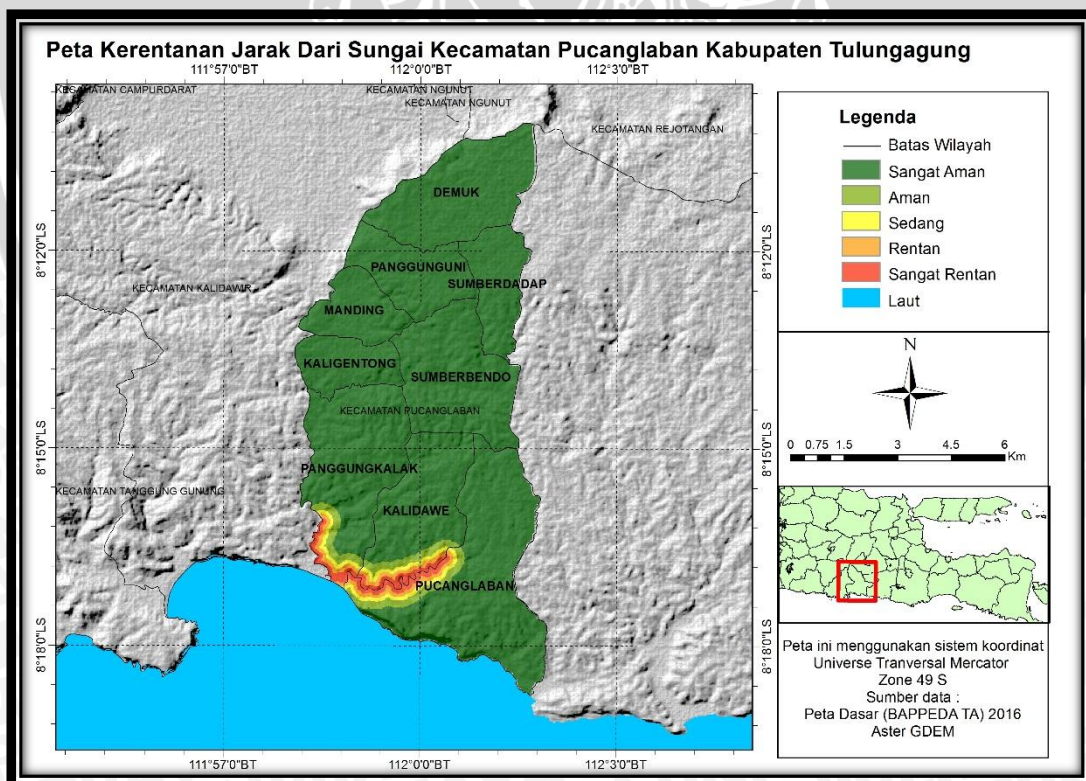 Peta Kerentanan Jarak Dari Sungai Kecamatan Pucanglaban Kabupaten Tulungagung
111°57'0"BT 112°0'0"BT 112°3'0"BT
KECAMATAN CAMPURDARAT
KECAMATAN NGUNUT
KECAMATAN NGUNUT
KECAMATAN REJOTANGAN
DEMUK
8°12'0"LS
8°12'0"LS
PANGGUNGUNI
SUMBERDADAP
KECAMATAN KALIDAWIR
MANDING
KALIGENTONG
SUMBERBENDO
KECAMATAN PUCANGLABAN
8°15'0"LS
8°15'0"LS
PANGGUNGKALAK
KECAMATAN TANGGUNG GUNUNG
KALIDAWE
PUCANGLABAN
8°18'0"LS
8°18'0"LS
111°57'0"BT 112°0'0"BT 112°3'0"BT
Legenda
Batas Wilayah
Sangat Aman
Aman
Sedang
Rentan
Sangat Rentan
Laut
N
0 0.75 1.5 3 4.5 6
Km
Peta ini menggunakan sistem koordinat
Universe Tranversal Mercator
Zone 49 S
Sumber data :
Peta Dasar (BAPPEDA TA) 2016
Aster GDEM